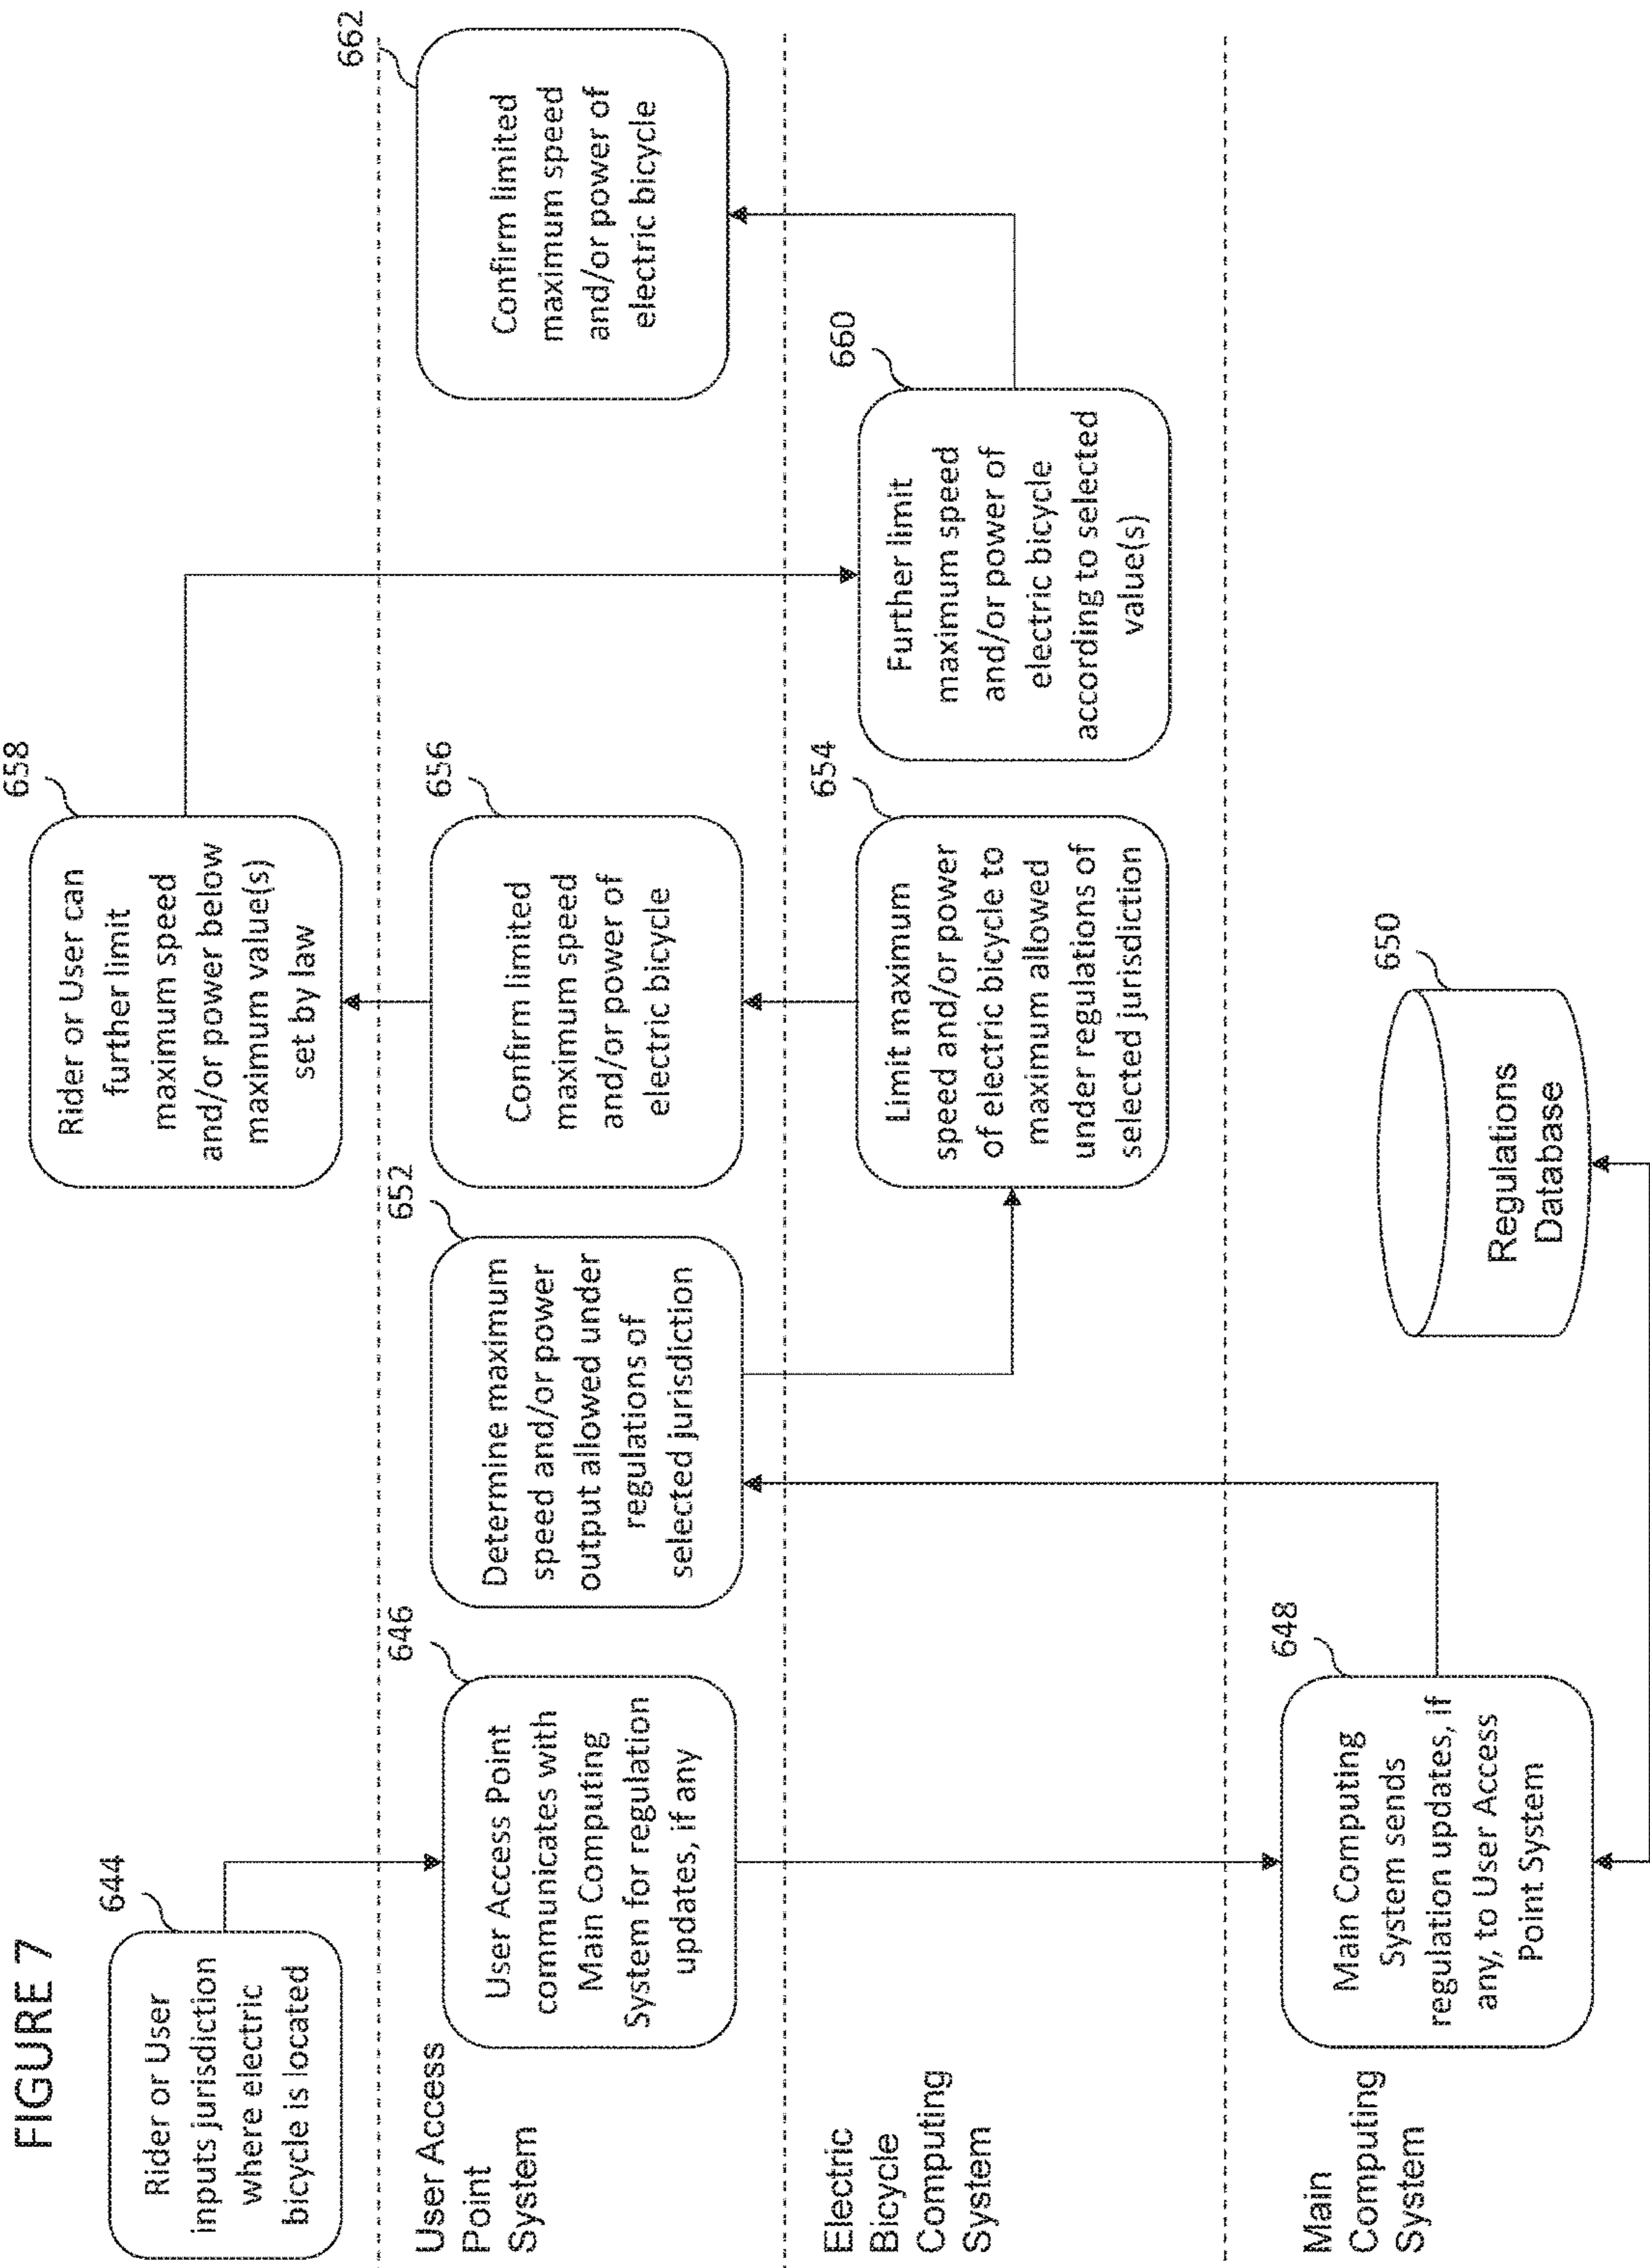 FIGURE 7
644
Rider or User
inputs jurisdiction
where electric
bicycle is located
658
Rider or User can
further limit
maximum speed
and/or power below
maximum value(s)
set by law
User Access
Point
System
646
User Access Point
communicates with
Main Computing
System for regulation
updates, if any
652
Determine maximum
speed and/or power
output allowed under
regulations of
selected jurisdiction
656
Confirm limited
maximum speed
and/or power of
electric bicycle
662
Confirm limited
maximum speed
and/or power of
electric bicycle
Electric
Bicycle
Computing
System
654
Limit maximum
speed and/or power
of electric bicycle to
maximum allowed
under regulations of
selected jurisdiction
660
Further limit
maximum speed
and/or power of
electric bicycle
according to selected
value(s)
Main
Computing
System
648
Main Computing
System sends
regulation updates, if
any, to User Access
Point System
650
Regulations
Database